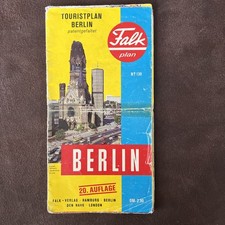 TOURISTPLAN
BERLIN
patentgefaltet
Falk
plan
BERLIN
20. AUFLAGE
FALK - VERLAG · HAMBURG · BERLIN
DEN HAAG · LONDON